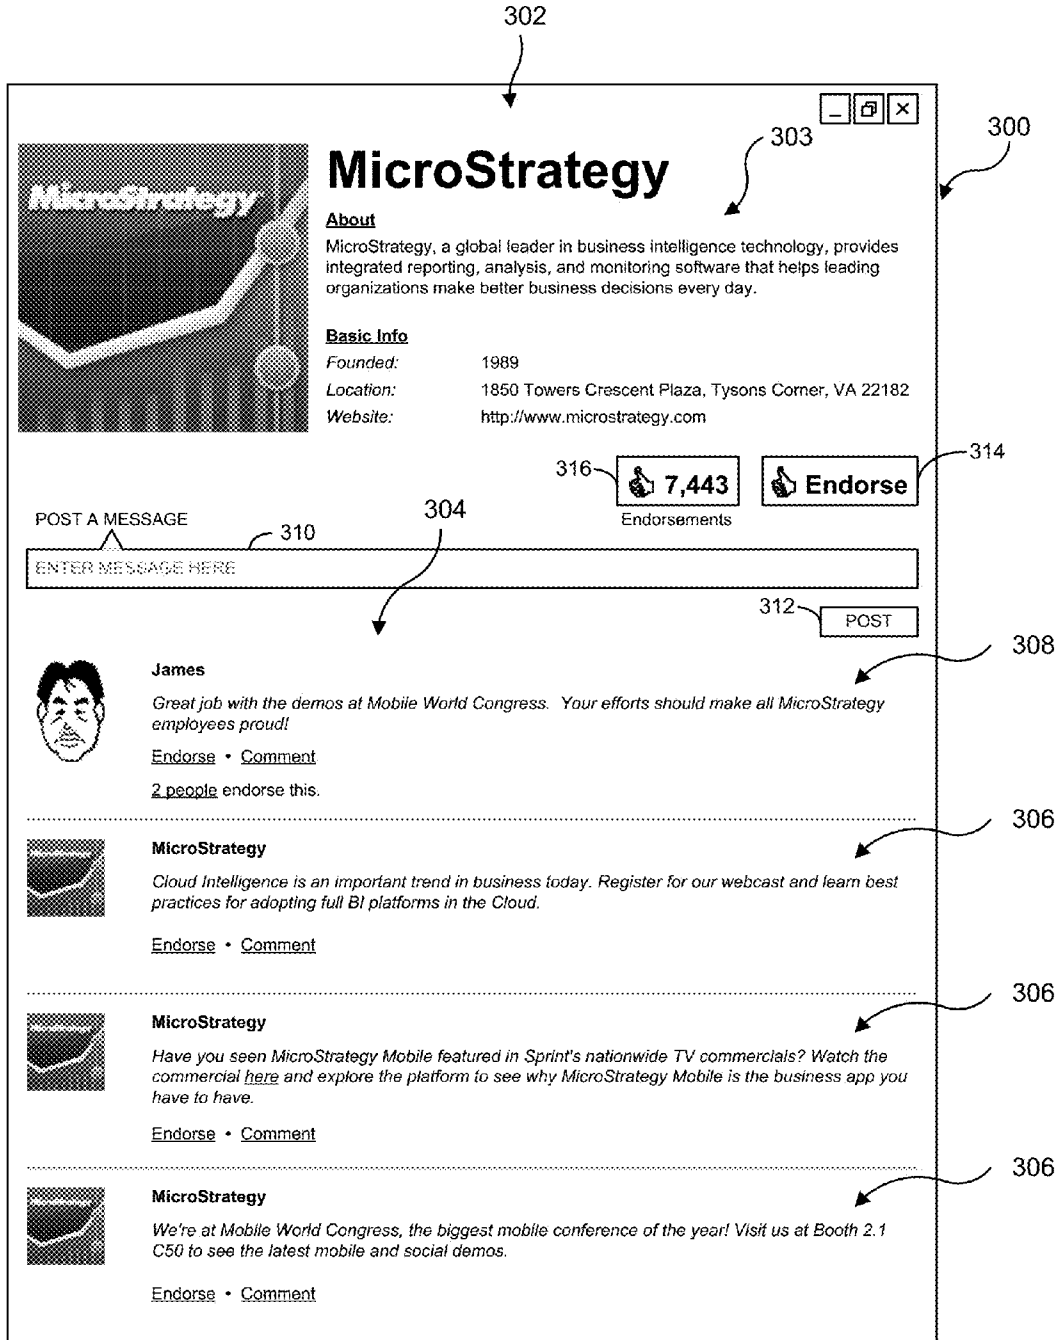 302
300
303
MicroStrategy
MicroStrategy
About
MicroStrategy, a global leader in business intelligence technology, provides
integrated reporting, analysis, and monitoring software that helps leading
organizations make better business decisions every day.
Basic Info
Founded: 1989
Location: 1850 Towers Crescent Plaza, Tysons Corner, VA 22182
Website: http://www.microstrategy.com
316 7,443 Endorse 314
Endorsements
304
POST A MESSAGE
310
ENTER MESSAGE HERE
312 POST
308
James
Great job with the demos at Mobile World Congress. Your efforts should make all MicroStrategy
employees proud!
Endorse • Comment
2 people endorse this.
306
MicroStrategy
Cloud Intelligence is an important trend in business today. Register for our webcast and learn best
practices for adopting full BI platforms in the Cloud.
Endorse • Comment
306
MicroStrategy
Have you seen MicroStrategy Mobile featured in Sprint's nationwide TV commercials? Watch the
commercial here and explore the platform to see why MicroStrategy Mobile is the business app you
have to have.
Endorse • Comment
306
MicroStrategy
We're at Mobile World Congress, the biggest mobile conference of the year! Visit us at Booth 2.1
C50 to see the latest mobile and social demos.
Endorse • Comment